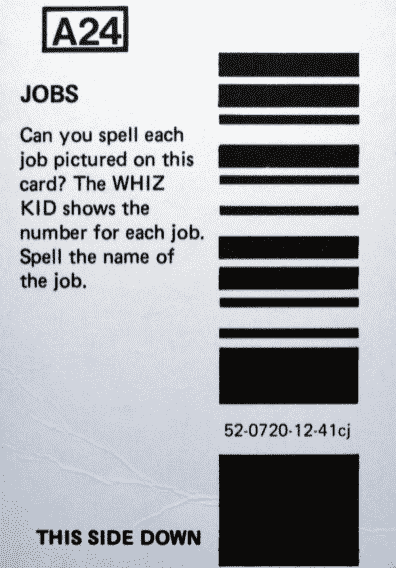 A24
JOBS
Can you spell each
job pictured on this
card? The WHIZ
KID shows the
number for each job.
Spell the name of
the job.
52-0720-12-41cj
THIS SIDE DOWN